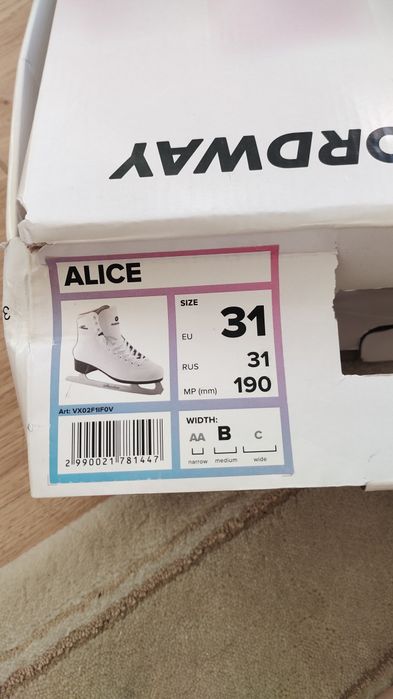 ORDWAY
ALICE
SIZE
EU 31
RUS 31
MP (mm) 190
Art: VX02F1IF0V
2 990021 781447
WIDTH:
AA B C
narrow medium wide
3